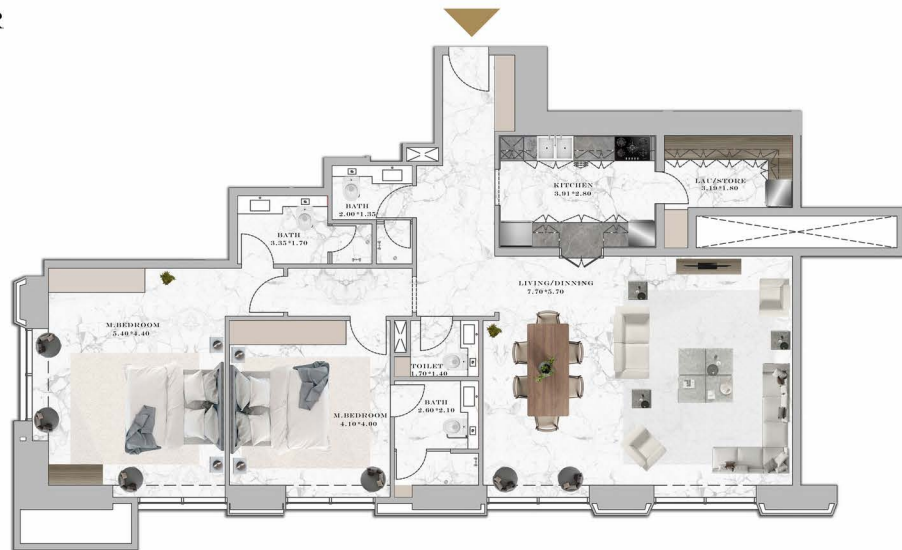 KITCHEN
3.91*2.80
LAU/STORE
3.19*1.80
BATH
2.00*1.35
BATH
3.35*1.70
LIVING/DINNING
7.70*5.70
M.BEDROOM
5.40*4.40
TOILET
1.70*1.40
BATH
2.60*2.10
M.BEDROOM
4.10*4.00